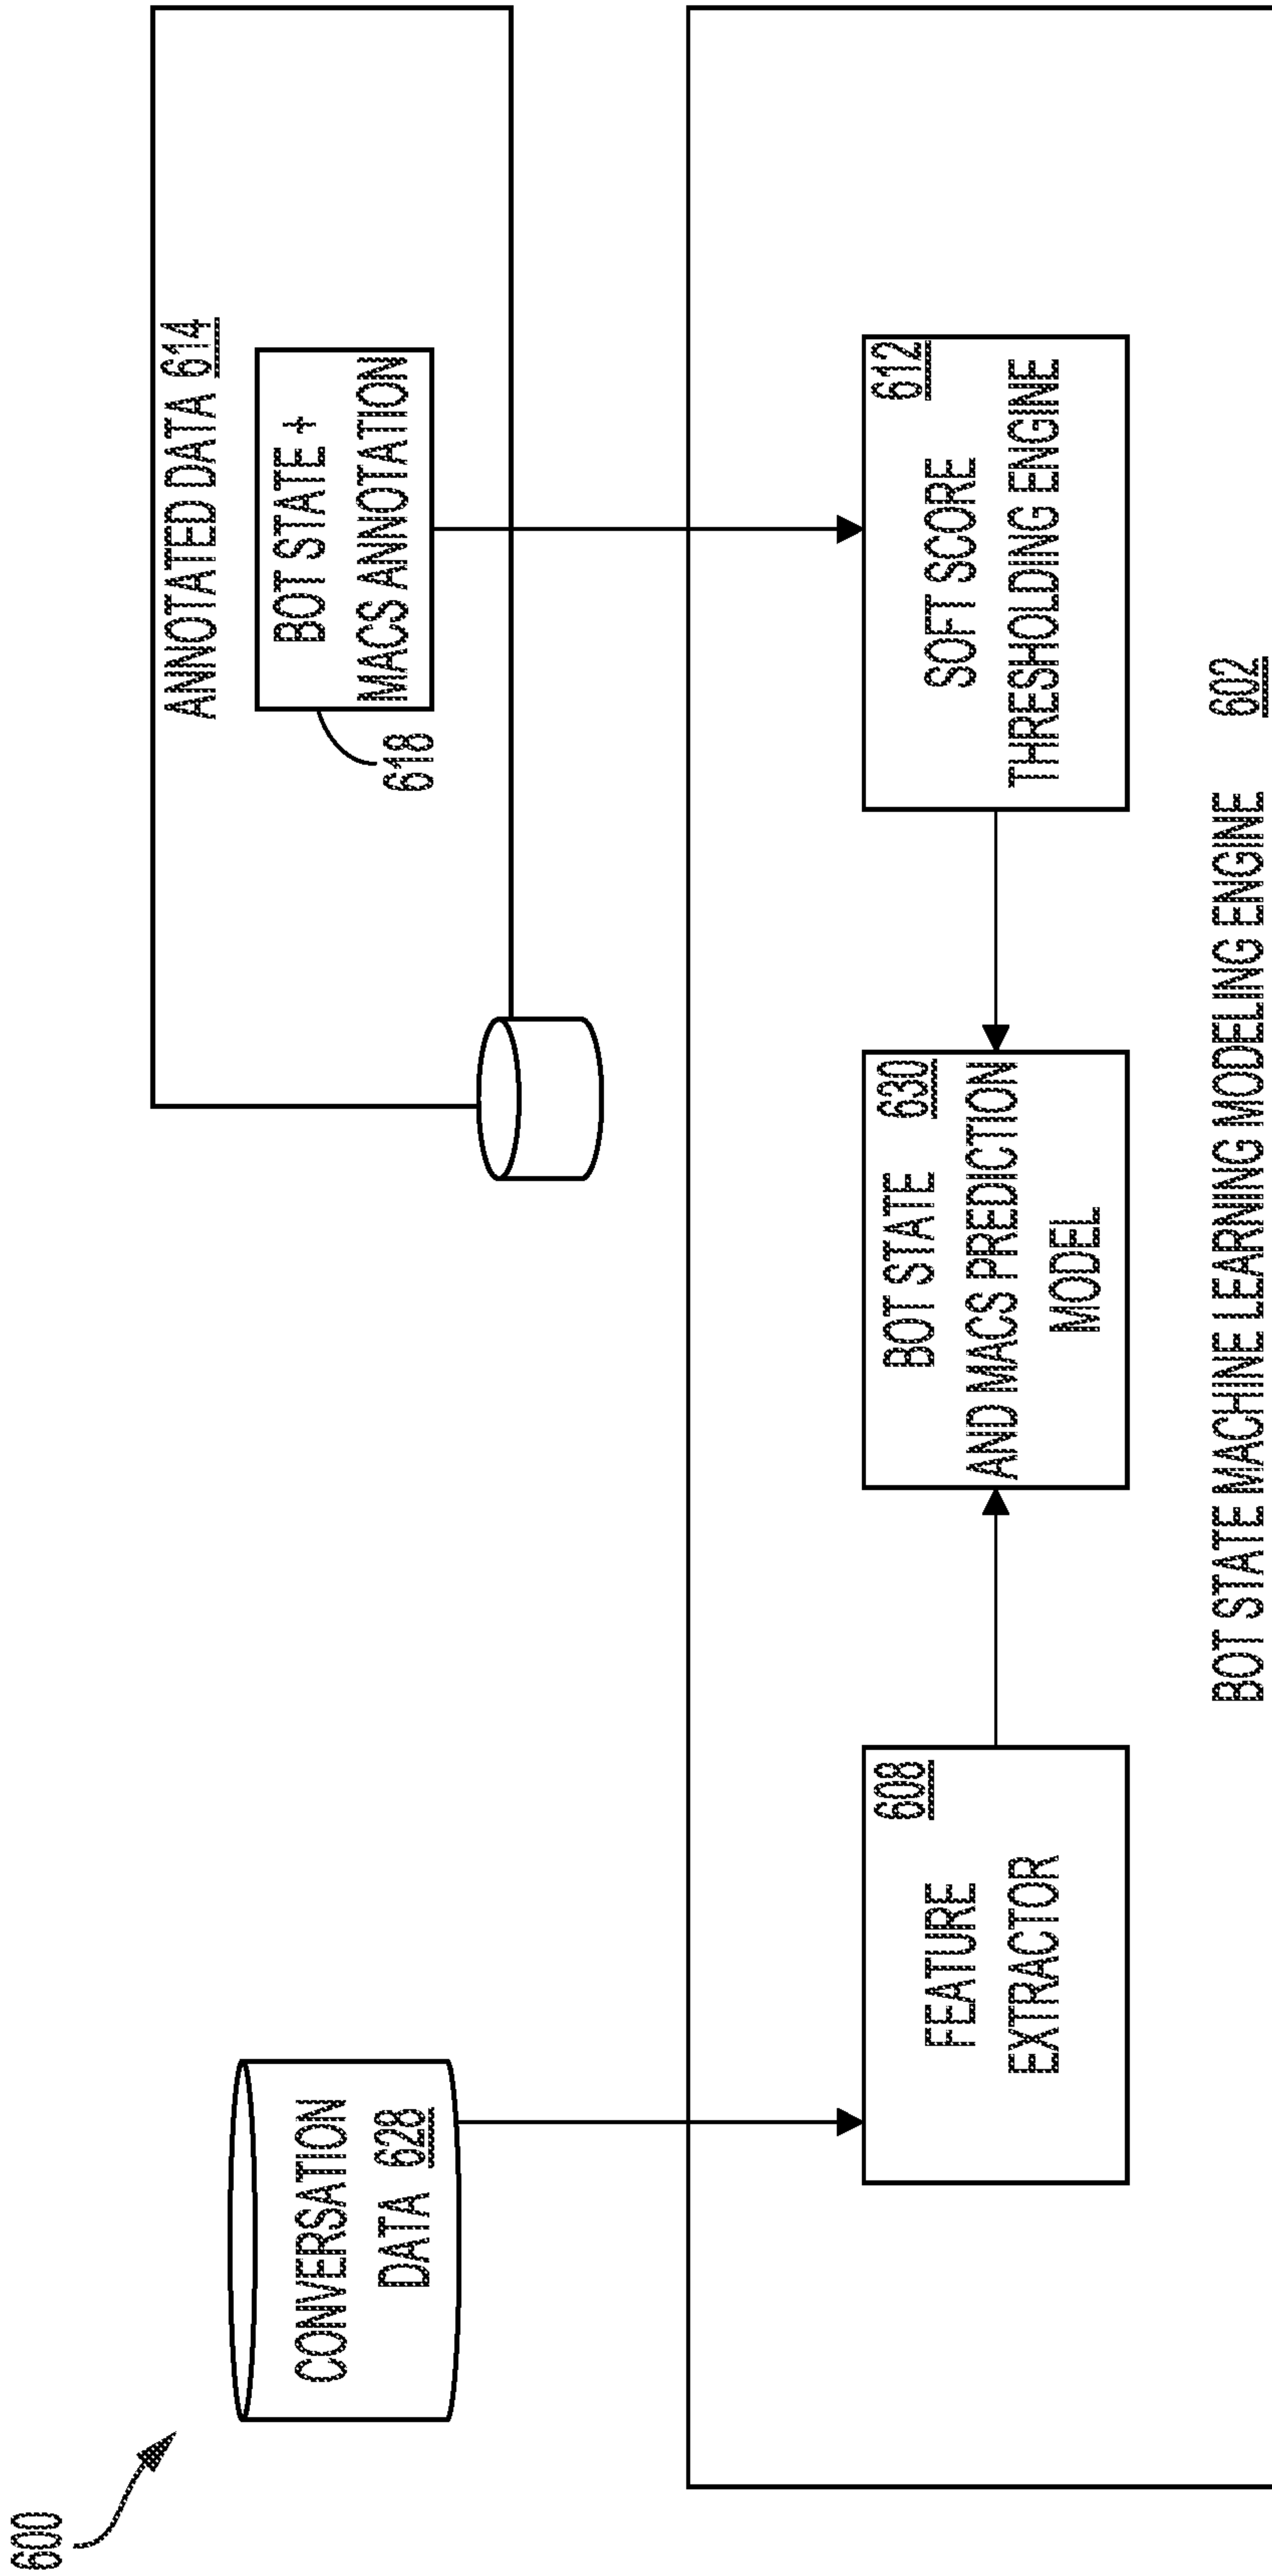 600
CONVERSATION
DATA 628
ANNOTATED DATA 614
BOT STATE +
MACS ANNOTATION
618
FEATURE
EXTRACTOR
608
BOT STATE 630
AND MACS PREDICTION
MODEL
612
SOFT SCORE
THRESHOLDING ENGINE
BOT STATE MACHINE LEARNING MODELING ENGINE 602